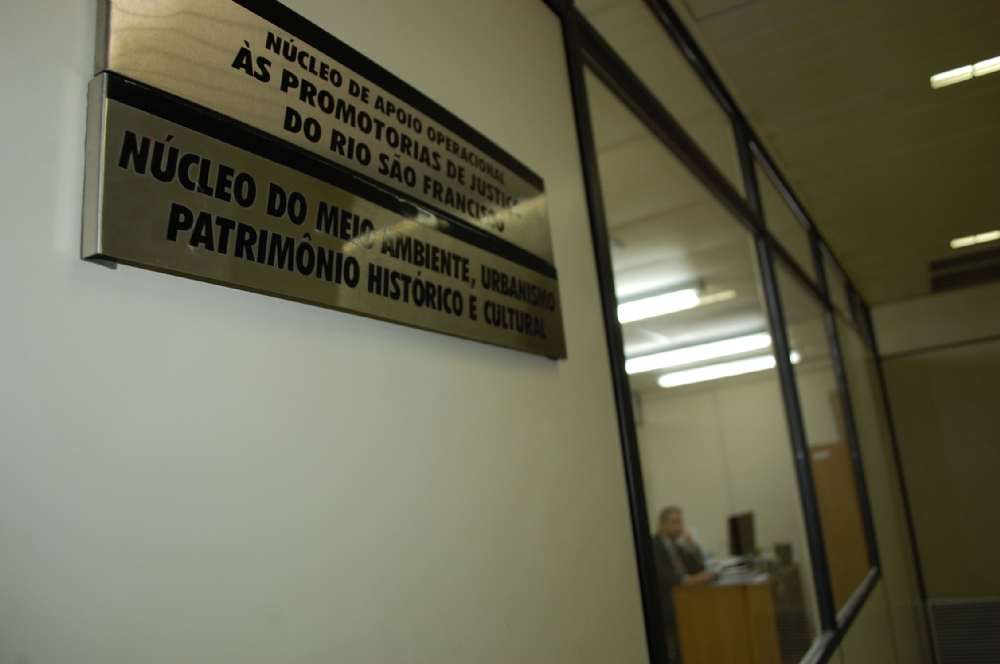 NÚCLEO DE APOIO OPERACIONAL
ÀS PROMOTORIAS DE JUSTIÇA
DO RIO SÃO FRANCISCO
NÚCLEO DO MEIO AMBIENTE, URBANISMO
PATRIMÔNIO HISTÓRICO E CULTURAL